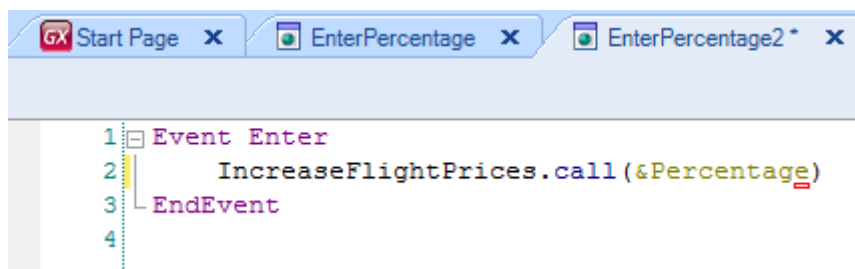 GX Start Page x EnterPercentage x EnterPercentage2 * x
1 Event Enter
2 IncreaseFlightPrices.call(&Percentage)
3 EndEvent
4